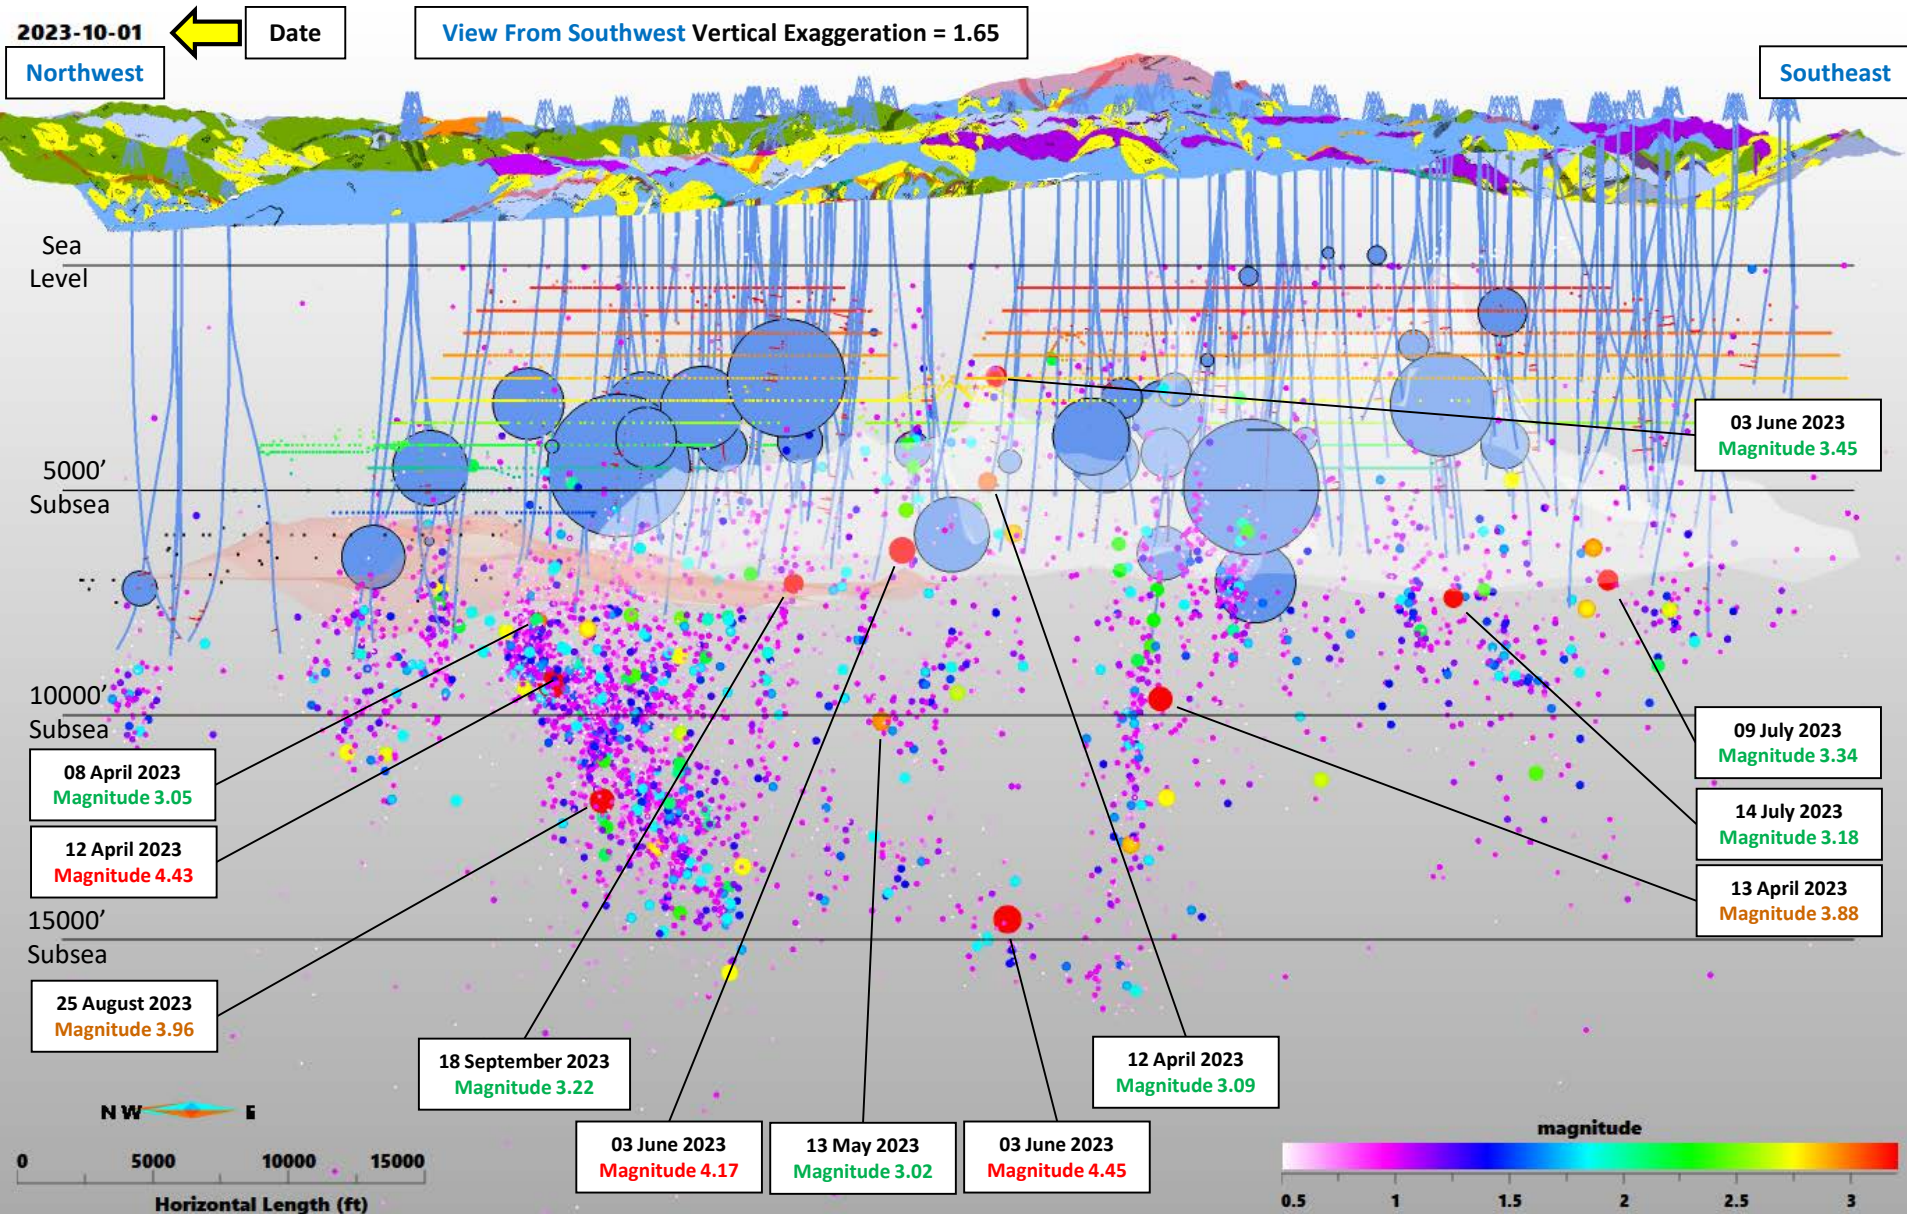 2023-10-01
Date
View From Southwest Vertical Exaggeration = 1.65
Northwest
Southeast
Sea
Level
5000’
Subsea
03 June 2023
Magnitude 3.45
10000’
Subsea
09 July 2023
Magnitude 3.34
08 April 2023
Magnitude 3.05
14 July 2023
Magnitude 3.18
12 April 2023
Magnitude 4.43
13 April 2023
Magnitude 3.88
15000’
Subsea
25 August 2023
Magnitude 3.96
18 September 2023
Magnitude 3.22
12 April 2023
Magnitude 3.09
03 June 2023
Magnitude 4.17
13 May 2023
Magnitude 3.02
03 June 2023
Magnitude 4.45
N W E
0 5000 10000 15000
Horizontal Length (ft)
magnitude
0.5 1 1.5 2 2.5 3